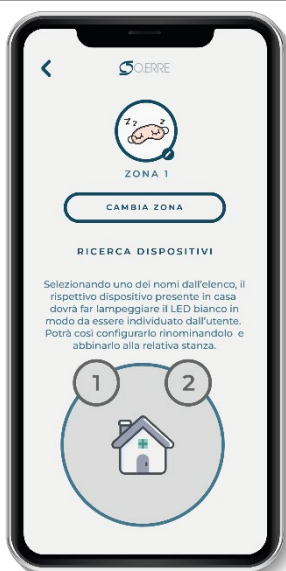 O.ERRE
Z Z Z
ZONA 1
CAMBIA ZONA
RICERCA DISPOSITIVI
Selezionando uno dei nomi dall'elenco, il
rispettivo dispositivo presente in casa
dovrà far lampeggiare il LED bianco in
modo da essere individuato dall'utente.
Potrà così configurarlo rinominandolo e
abbinarlo alla relativa stanza.
1 2